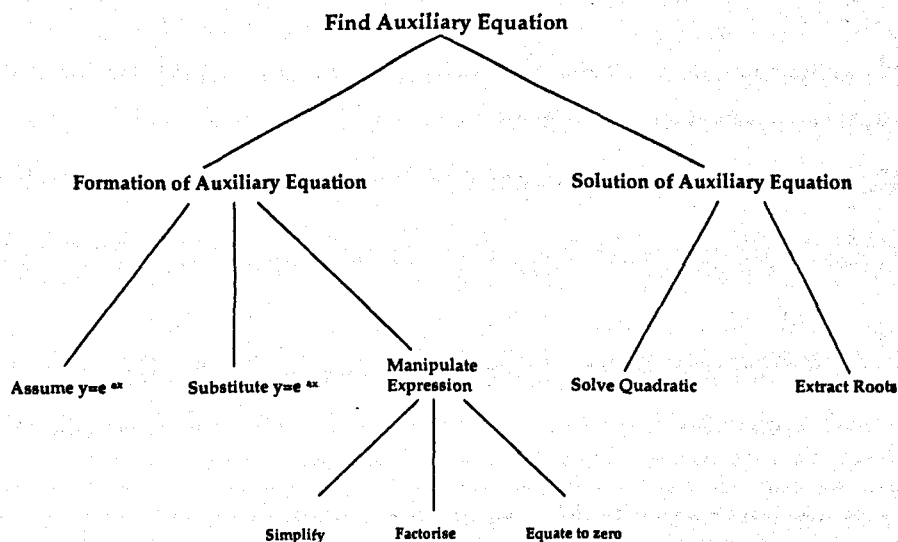 Find Auxiliary Equation
Formation of Auxiliary Equation
Solution of Auxiliary Equation
Assume y=e ax
Substitute y=e ax
Manipulate
Expression
Solve Quadratic
Extract Roots
Simplify
Factorise
Equate to zero